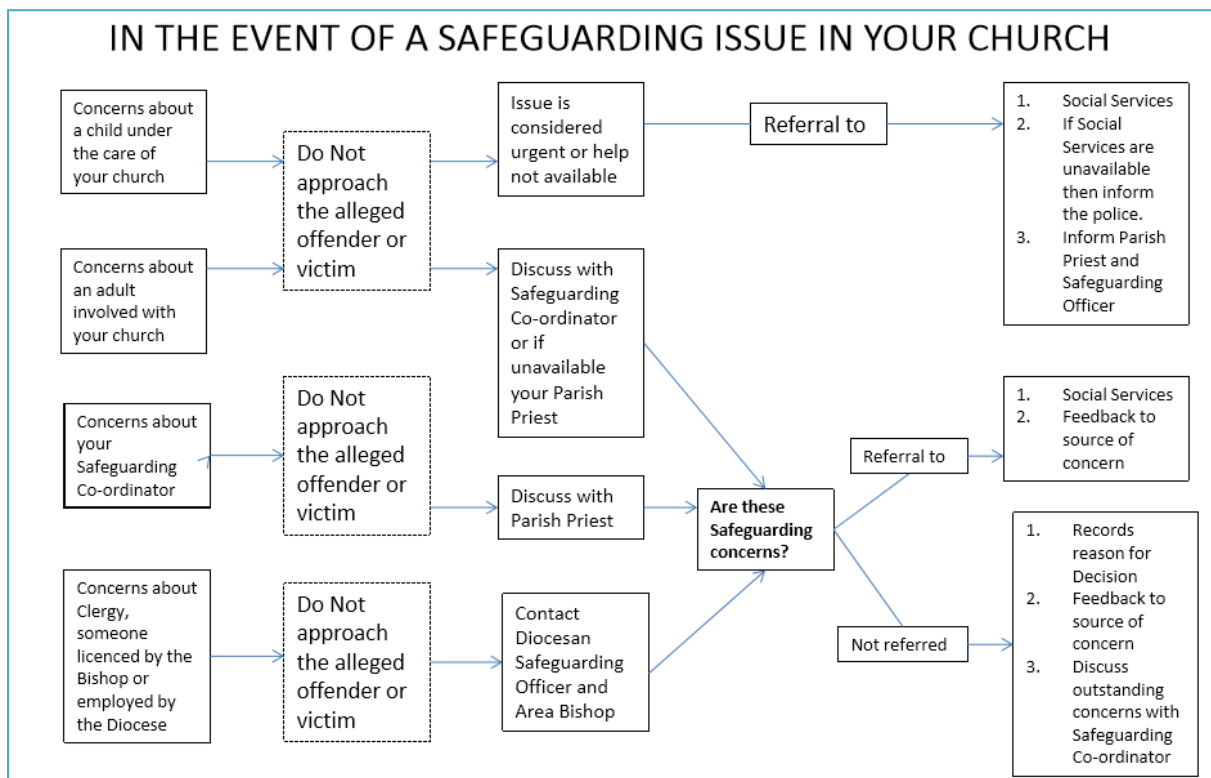 IN THE EVENT OF A SAFEGUARDING ISSUE IN YOUR CHURCH
Concerns about
a child under
the care of
your church
Concerns about
an adult
involved with
your church
Do Not
approach
the alleged
offender or
victim
Issue is
considered
urgent or help
not available
Referral to
1. Social Services
2. If Social
Services are
unavailable
then inform
the police.
3. Inform Parish
Priest and
Safeguarding
Officer
Discuss with
Safeguarding
Co-ordinator
or if
unavailable
your Parish
Priest
Concerns about
your
Safeguarding
Co-ordinator
Do Not
approach
the alleged
offender or
victim
Discuss with
Parish Priest
Concerns about
Clergy,
someone
licenced by the
Bishop or
employed by
the Diocese
Do Not
approach
the alleged
offender or
victim
Contact
Diocesan
Safeguarding
Officer and
Area Bishop
Are these
Safeguarding
concerns?
Referral to
1. Social Services
2. Feedback to
source of
concern
Not referred
1. Records
reason for
Decision
2. Feedback to
source of
concern
3. Discuss
outstanding
concerns with
Safeguarding
Co-ordinator